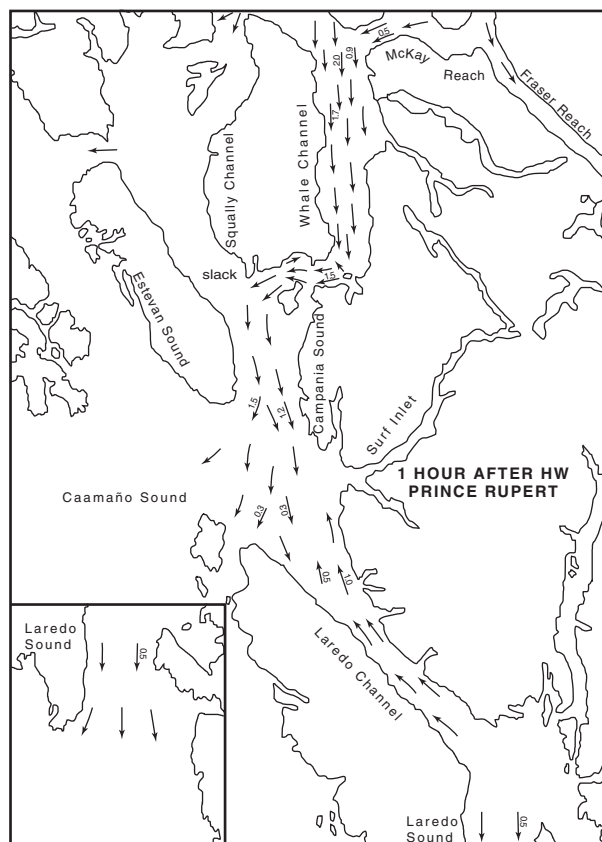 0.5
2.0
0.9
McKay
Reach
Fraser Reach
1.7
Whale Channel
Squally Channel
slack
1.5
Estevan Sound
Campania Sound
1.5
1.2
Surf Inlet
1 HOUR AFTER HW
PRINCE RUPERT
Caamaño Sound
0.3
0.3
0.5
1.0
Laredo
Sound
0.5
Laredo Channel
Laredo
Sound
0.5